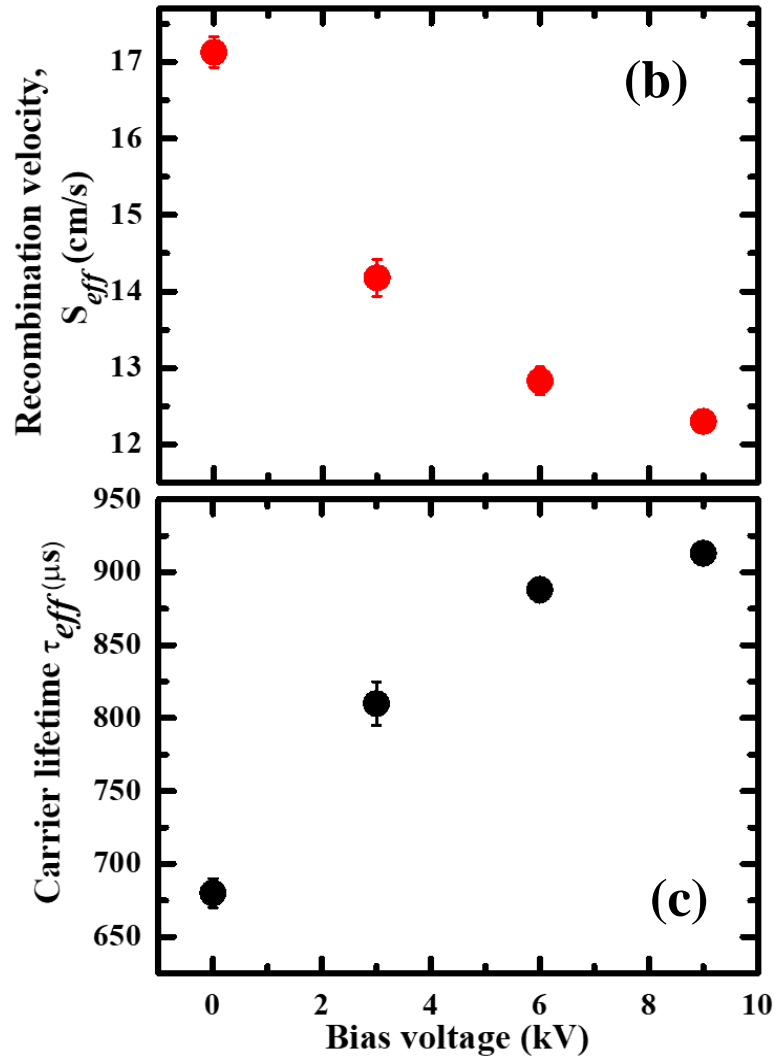 Recombination velocity,
S_eff (cm/s)
17
16
15
14
13
12
(b)
Carrier lifetime τ_eff (μs)
950
900
850
800
750
700
650
(c)
0 2 4 6 8 10
Bias voltage (kV)